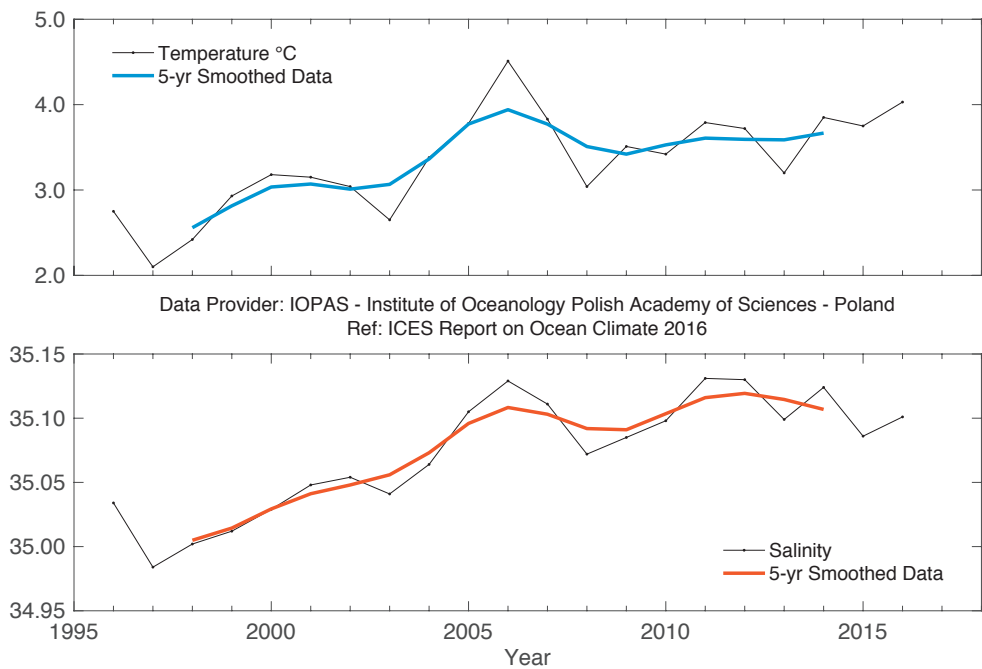 5.0
Temperature °C
5-yr Smoothed Data
4.0
3.0
2.0
Data Provider: IOPAS - Institute of Oceanology Polish Academy of Sciences - Poland
Ref: ICES Report on Ocean Climate 2016
35.15
35.10
35.05
35.00
Salinity
5-yr Smoothed Data
34.95
1995 2000 2005 2010 2015
Year